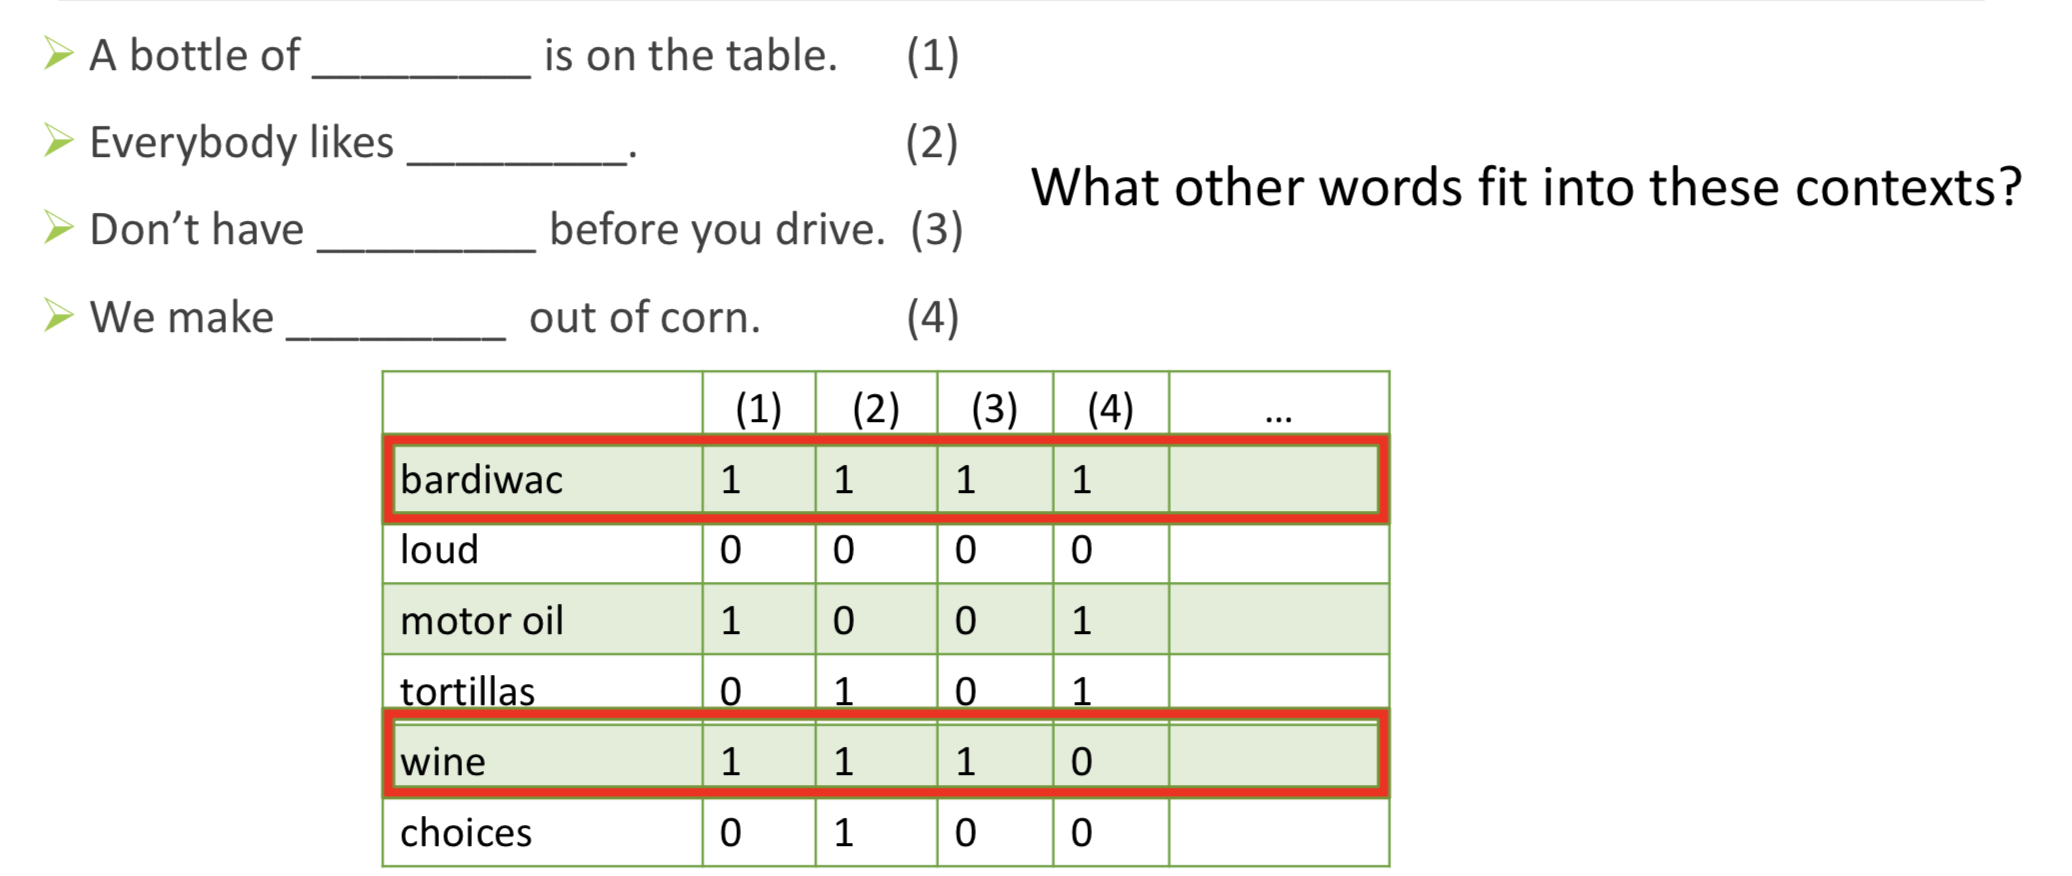 A bottle of _________ is on the table. (1)
Everybody likes _________. (2)
Don’t have _________ before you drive. (3)
We make _________ out of corn. (4)
What other words fit into these contexts?
(1) (2) (3) (4) ...
bardiwac 1 1 1 1
loud 0 0 0 0
motor oil 1 0 0 1
tortillas 0 1 0 1
wine 1 1 1 0
choices 0 1 0 0